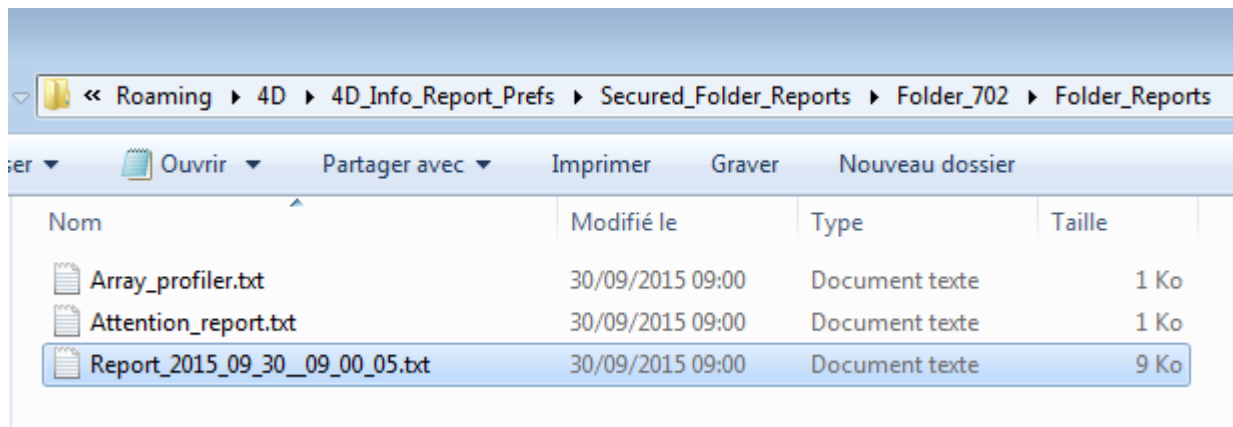 « Roaming ▸ 4D ▸ 4D_Info_Report_Prefs ▸ Secured_Folder_Reports ▸ Folder_702 ▸ Folder_Reports
Ouvrir Partager avec Imprimer Graver Nouveau dossier
Nom Modifié le Type Taille
Array_profiler.txt 30/09/2015 09:00 Document texte 1 Ko
Attention_report.txt 30/09/2015 09:00 Document texte 1 Ko
Report_2015_09_30__09_00_05.txt 30/09/2015 09:00 Document texte 9 Ko